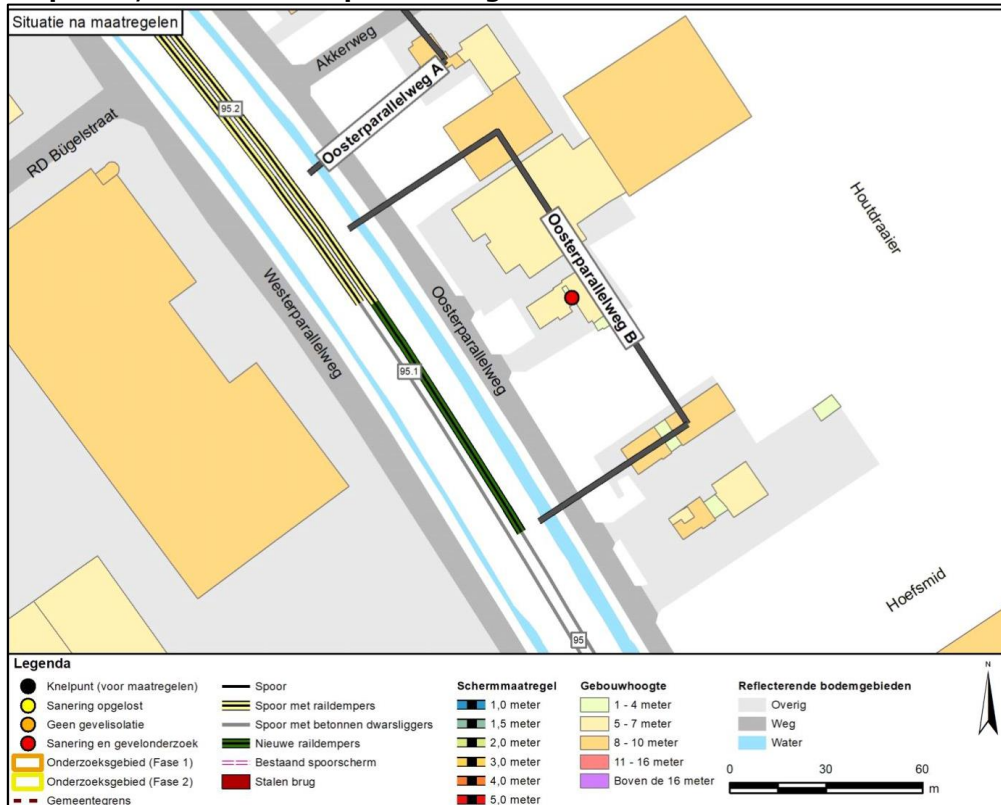 Situatie na maatregelen
Akkerweg
Oosterparallelweg A
95.2
RD Bügelstraat
Houtdraaier
Oosterparallelweg B
Westerparallelweg
Oosterparallelweg
95.1
Hoefsmid
95
Legenda
Knelpunt (voor maatregelen)
Sanering opgelost
Geen gevelisolatie
Sanering en gevelonderzoek
Onderzoeksgebied (Fase 1)
Onderzoeksgebied (Fase 2)
Gemeentegrens
Spoor
Spoor met raildempers
Spoor met betonnen dwarsliggers
Nieuwe raildempers
Bestaand spoorscherm
Stalen brug
Schermmaatregel
1,0 meter
1,5 meter
2,0 meter
3,0 meter
4,0 meter
5,0 meter
Gebouwhoogte
1 - 4 meter
5 - 7 meter
8 - 10 meter
11 - 16 meter
Boven de 16 meter
Reflecterende bodemgebieden
Overig
Weg
Water
N
0 30 60
m